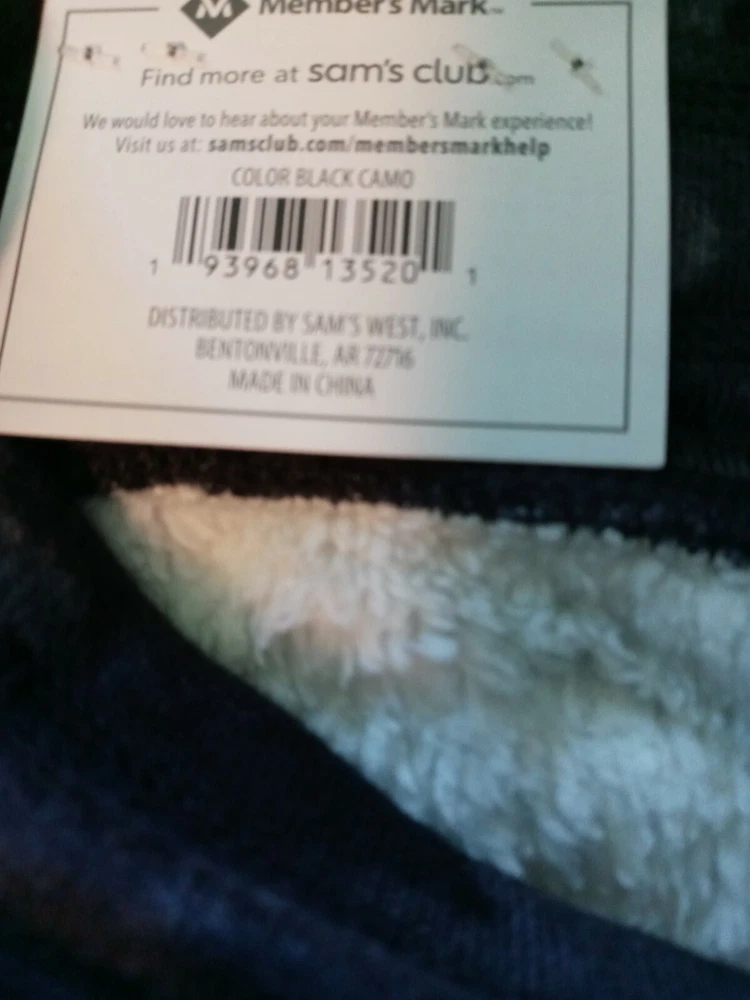 Member's Mark™
Find more at sam's club.com
We would love to hear about your Member's Mark experience!
Visit us at: samsclub.com/membersmarkhelp
COLOR BLACK CAMO
1 93968 13520 1
DISTRIBUTED BY SAM'S WEST, INC.
BENTONVILLE, AR 72716
MADE IN CHINA